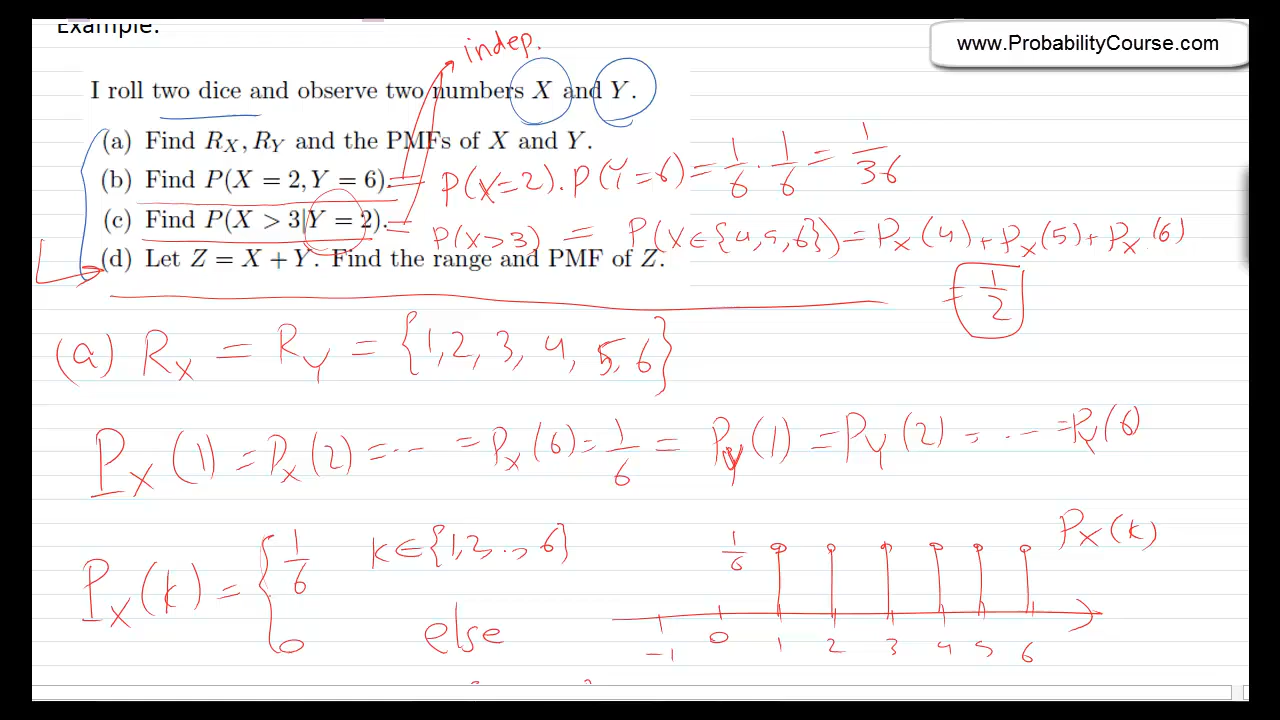 Example:
www.ProbabilityCourse.com
indep.
I roll two dice and observe two numbers X and Y.
(a) Find R_X, R_Y and the PMFs of X and Y.
(b) Find P(X = 2, Y = 6). = P(X=2). P(Y=6) = 1/6 . 1/6 = 1/36
(c) Find P(X > 3|Y = 2). = P(X>3) = P(X∈{4,5,6}) = P_X(4) + P_X(5) + P_X(6)
(d) Let Z = X + Y. Find the range and PMF of Z.
= 1/2
(a) R_X = R_Y = {1,2,3,4,5,6}
P_X(1) = P_X(2) = ... = P_X(6) = 1/6 = P_Y(1) = P_Y(2) = ... = P_Y(6)
P_X(k) = { 1/6 k∈{1,2,..,6}
0 else
1/6 P_X(k)
-1 0 1 2 3 4 5 6